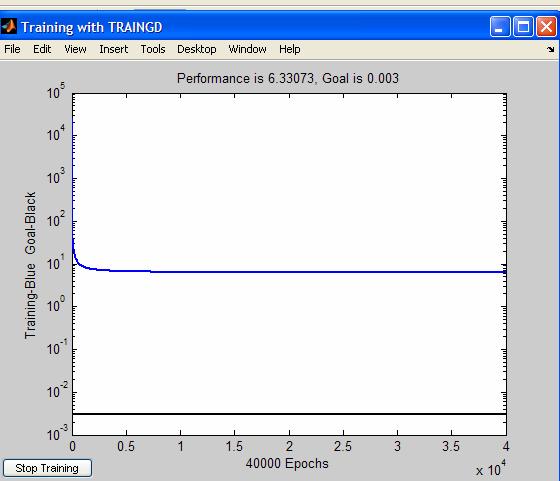 Training with TRAINGD
File Edit View Insert Tools Desktop Window Help
Performance is 6.33073, Goal is 0.003
10^5
10^4
10^3
10^2
10^1
10^0
10^-1
10^-2
10^-3
Training-Blue Goal-Black
0 0.5 1 1.5 2 2.5 3 3.5 4
x 10^4
40000 Epochs
Stop Training